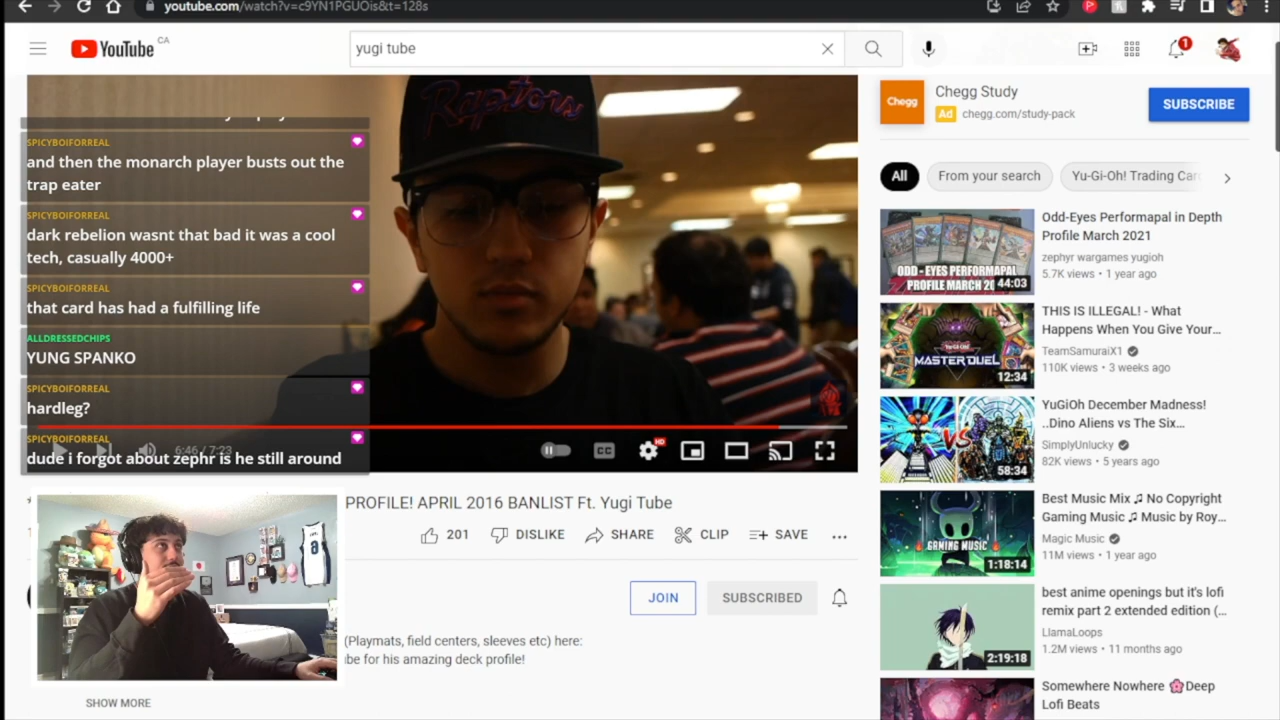 youtube.com/watch?v=c9YN1PGUOis&t=128s
YouTube CA
yugi tube
1
Raptors
SPICYBOIFORREAL
and then the monarch player busts out the
trap eater
SPICYBOIFORREAL
dark rebelion wasnt that bad it was a cool
tech, casually 4000+
SPICYBOIFORREAL
that card has had a fulfilling life
ALLDRESSEDCHIPS
YUNG SPANKO
SPICYBOIFORREAL
hardleg?
SPICYBOIFORREAL
dude i forgot about zephr is he still around
6:46 / 7:23
CC
HD
PROFILE! APRIL 2016 BANLIST Ft. Yugi Tube
201
DISLIKE
SHARE
CLIP
SAVE
JOIN
SUBSCRIBED
(Playmats, field centers, sleeves etc) here:
be for his amazing deck profile!
SHOW MORE
8
Chegg
Chegg Study
Ad chegg.com/study-pack
SUBSCRIBE
All
From your search
Yu-Gi-Oh! Trading Car
ODD-EYES PERFORMAPAL
PROFILE MARCH 20
44:03
Odd-Eyes Performapal in Depth
Profile March 2021
zephyr wargames yugioh
5.7K views • 1 year ago
MASTER DUEL
12:34
THIS IS ILLEGAL! - What
Happens When You Give Your...
TeamSamuraiX1
110K views • 3 weeks ago
VS
58:34
YuGiOh December Madness!
..Dino Aliens vs The Six...
SimplyUnlucky
82K views • 5 years ago
GAMING MUSIC
1:18:14
Best Music Mix ♫ No Copyright
Gaming Music ♫ Music by Roy...
Magic Music
11M views • 1 year ago
2:19:18
best anime openings but it's lofi
remix part 2 extended edition (...
LlamaLoops
1.2M views • 11 months ago
Somewhere Nowhere 🌸Deep
Lofi Beats